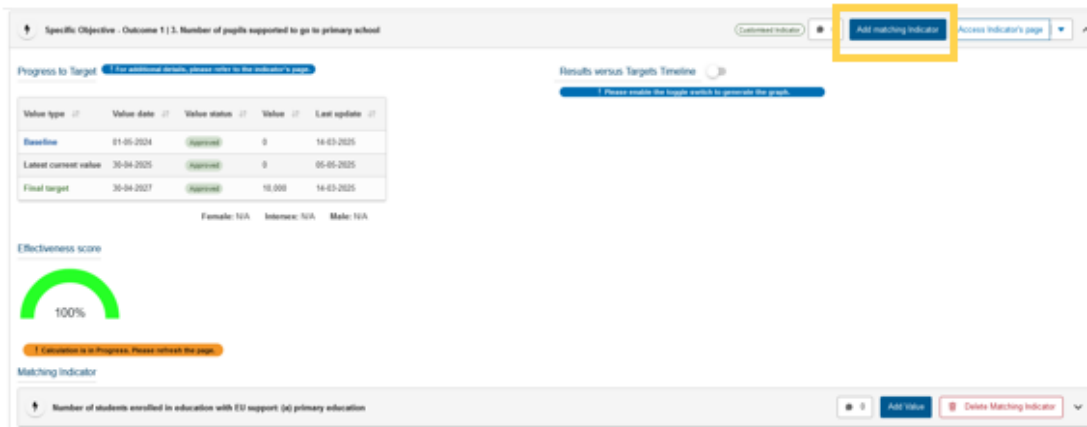 Specific Objective - Outcome 1 | 3. Number of pupils supported to go to primary school
Customised Indicator
Add matching Indicator
Access Indicator's page
Progress to Target
! For additional details, please refer to the indicator's page.
Results versus Targets Timeline
! Please enable the toggle switch to generate the graph.
Value type Value date Value status Value Last update
Baseline 01-05-2024 Approved 0 14-03-2025
Latest current value 30-04-2025 Approved 0 05-05-2025
Final target 30-04-2027 Approved 10,000 14-03-2025
Female: N/A Intersex: N/A Male: N/A
Effectiveness score
100%
! Calculation is in Progress. Please refresh the page.
Matching Indicator
Number of students enrolled in education with EU support: (a) primary education
0 Add Value Delete Matching Indicator